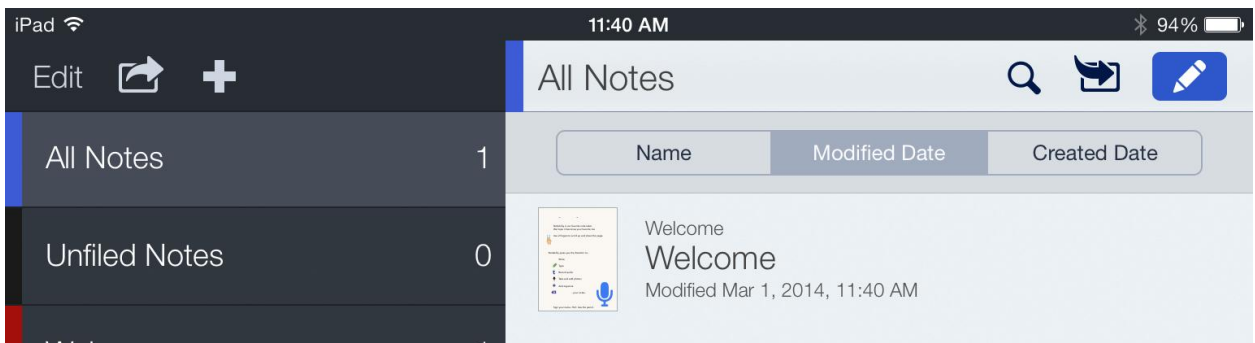 iPad 11:40 AM 94%
Edit
All Notes
All Notes 1
Name Modified Date Created Date
Unfiled Notes 0
Welcome
Welcome
Modified Mar 1, 2014, 11:40 AM